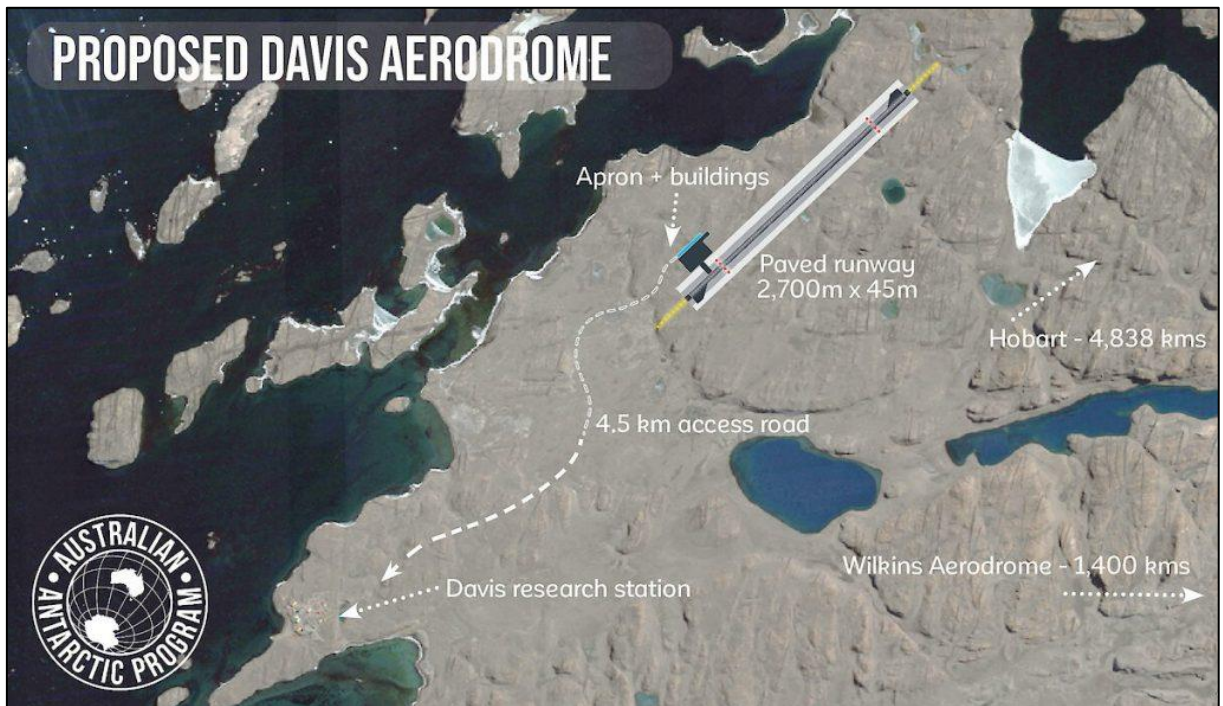 PROPOSED DAVIS AERODROME
Apron + buildings
Paved runway
2,700m x 45m
Hobart - 4,838 kms
4.5 km access road
Wilkins Aerodrome - 1,400 kms
Davis research station
AUSTRALIAN
ANTARCTIC PROGRAM